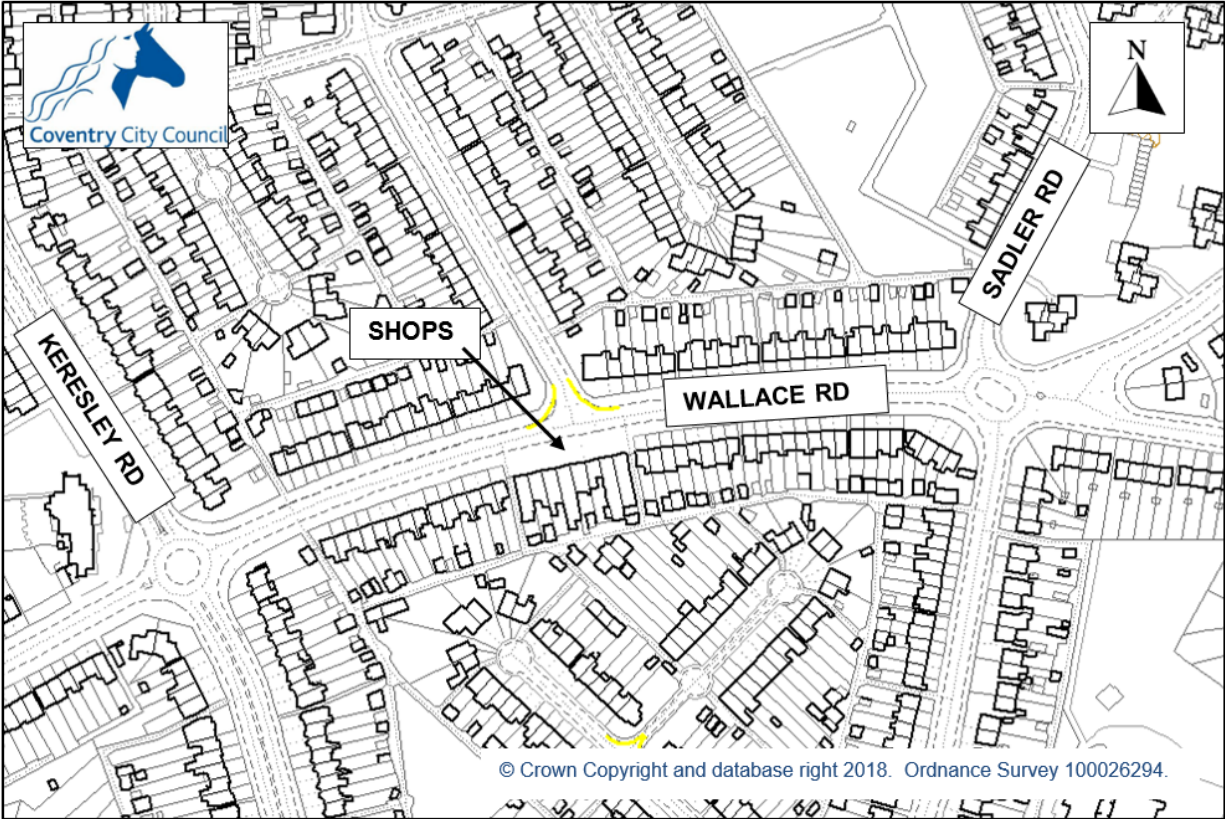 Coventry City Council
N
SADLER RD
SHOPS
KERESLEY RD
WALLACE RD
© Crown Copyright and database right 2018. Ordnance Survey 100026294.